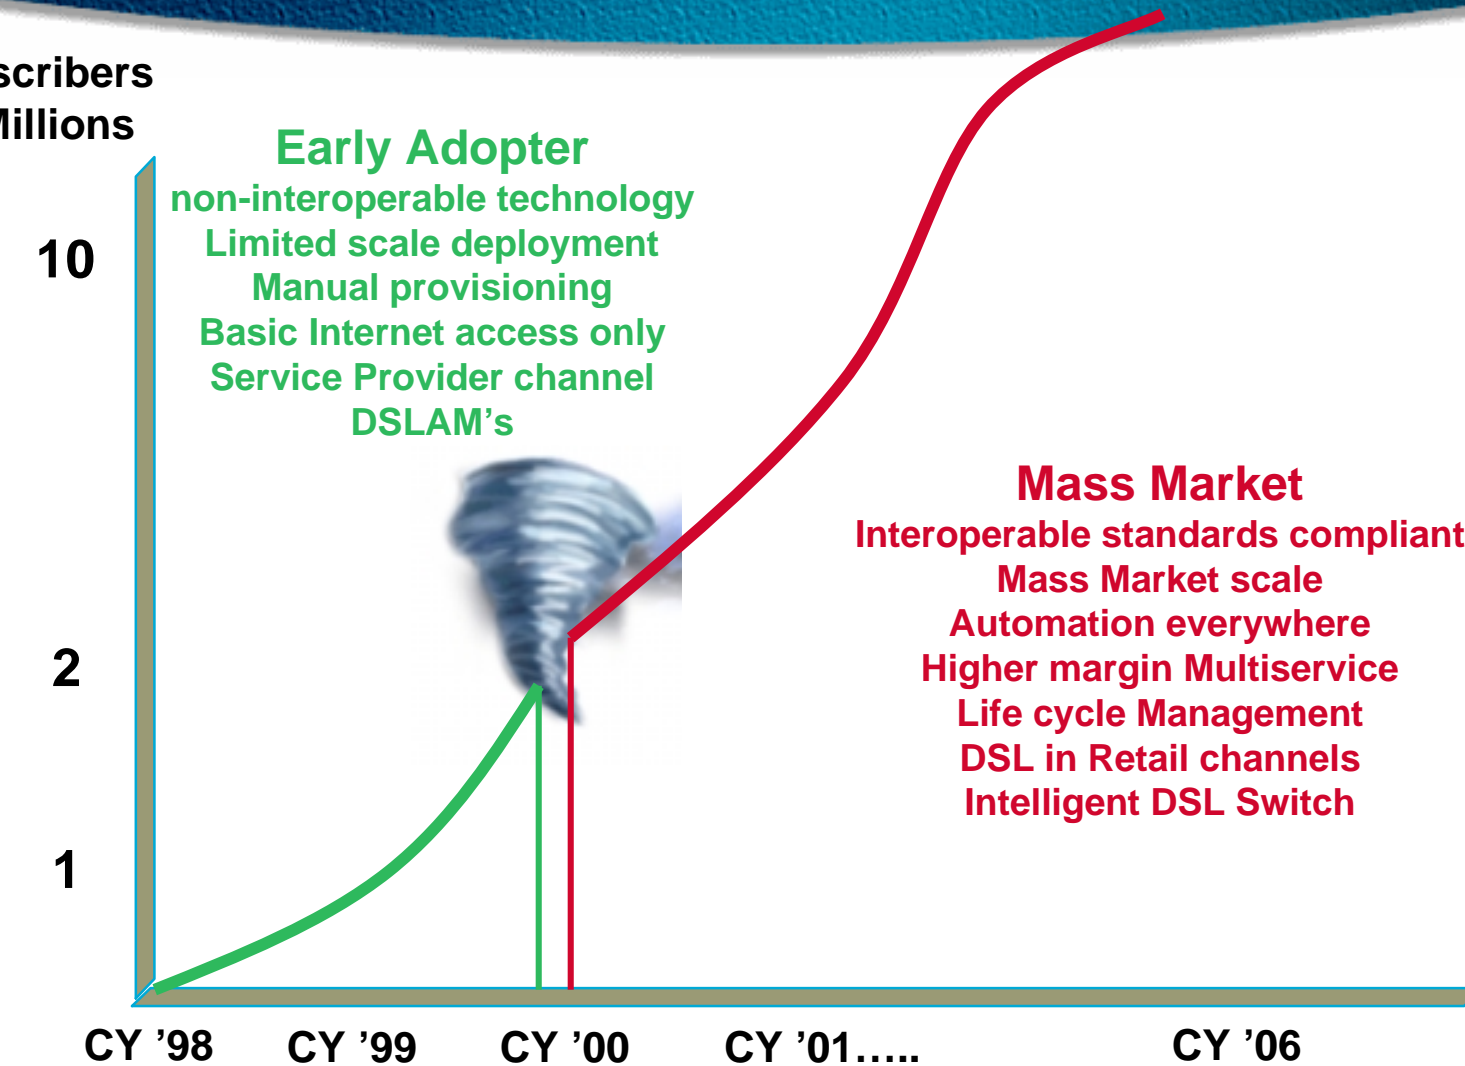 scribers
Millions
Early Adopter
non-interoperable technology
Limited scale deployment
Manual provisioning
Basic Internet access only
Service Provider channel
DSLAM’s
10
2
1
Mass Market
Interoperable standards compliant
Mass Market scale
Automation everywhere
Higher margin Multiservice
Life cycle Management
DSL in Retail channels
Intelligent DSL Switch
CY ’98 CY ’99 CY ’00 CY ’01….. CY ’06